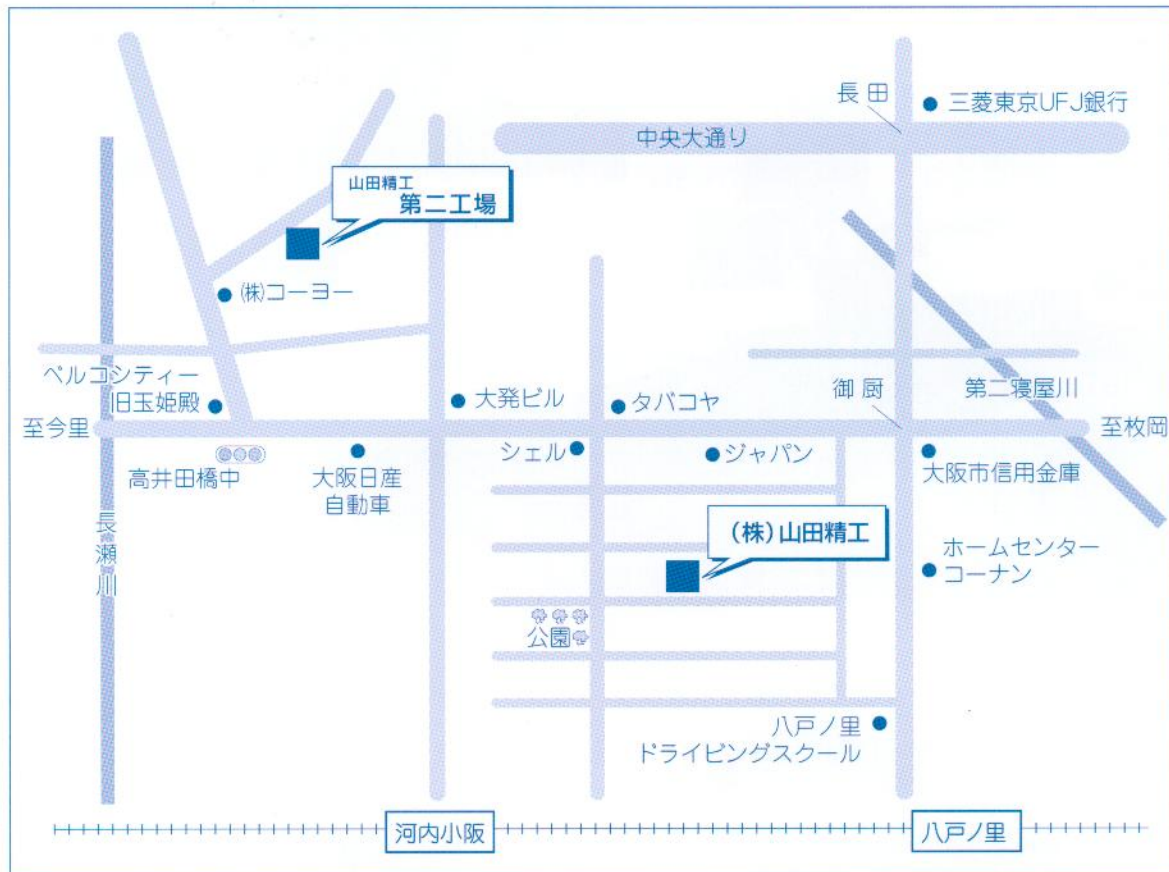 長田
三菱東京UFJ銀行
中央大通り
山田精工
第二工場
㈱コーヨー
ベルコシティー
旧玉姫殿
大発ビル
タバコヤ
御厨
第二寝屋川
至今里
至枚岡
高井田橋中
大阪日産
自動車
シェル
ジャパン
大阪市信用金庫
長瀬川
(株)山田精工
ホームセンター
コーナン
公園
八戸ノ里
ドライビングスクール
河内小阪
八戸ノ里